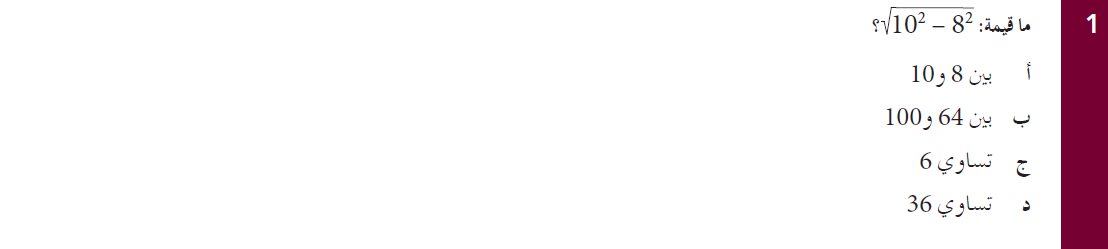 1
ما قيمة: √(10² – 8²)؟
أ بين 8 و10
ب بين 64 و100
ج تساوي 6
د تساوي 36